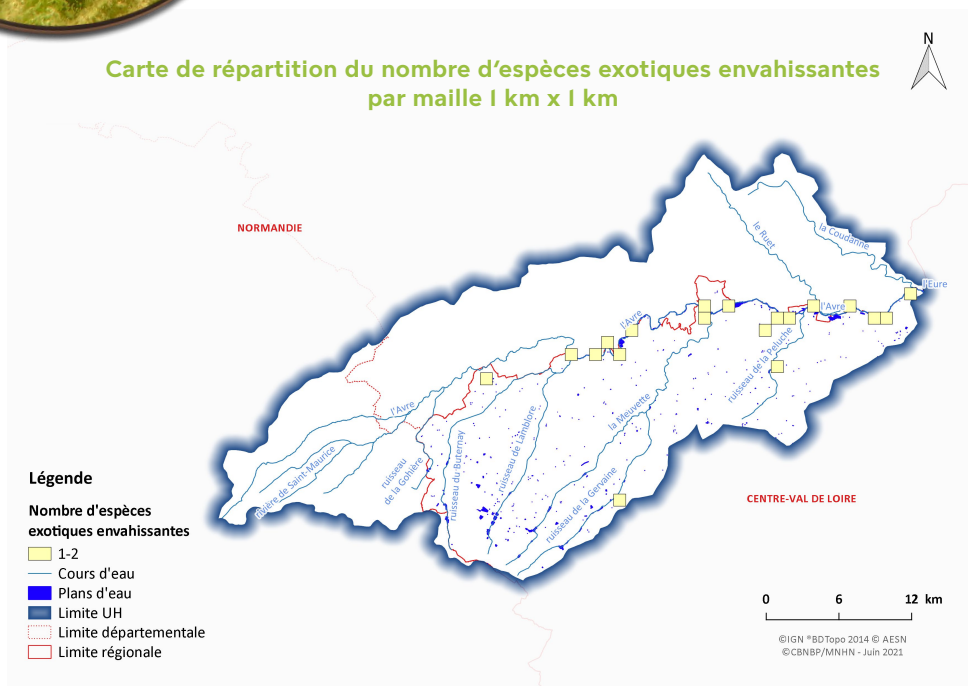 Carte de répartition du nombre d’espèces exotiques envahissantes
par maille 1 km x 1 km
N
NORMANDIE
le Ruet
la Coudanne
l'Eure
l'Avre
l'Avre
ruisseau de la Peluche
la Meuvette
l'Avre
ruisseau de Lamblore
ruisseau du Buternay
ruisseau
de la Gohière
rivière de Saint-Maurice
ruisseau de la Gervaine
CENTRE-VAL DE LOIRE
Légende
Nombre d'espèces
exotiques envahissantes
1-2
Cours d'eau
Plans d'eau
Limite UH
Limite départementale
Limite régionale
0 6 12 km
©IGN ®BDTopo 2014 © AESN
©CBNBP/MNHN - Juin 2021